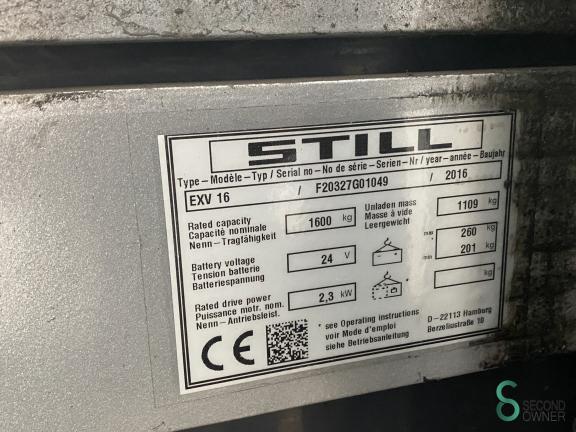 STILL
Type – Modèle – Typ / Serial no – No de série – Serien – Nr / year – année – Baujahr
EXV 16 / F20327G01049 / 2016
Rated capacity
Capacité nominale
Nenn – Tragfähigkeit
1600 kg
Unladen mass
Masse à vide
Leergewicht
1109 kg
Battery voltage
Tension batterie
Batteriespannung
24 V
max 260 kg
min 201 kg
Rated drive power
Puissance motr. nom.
Nenn – Antriebsleist.
2,3 kW
* kg
CE
* see Operating instructions
voir Mode d'emploi
siehe Betriebsanleitung
D – 22113 Hamburg
Berzeliustraße 10
SECOND
OWNER